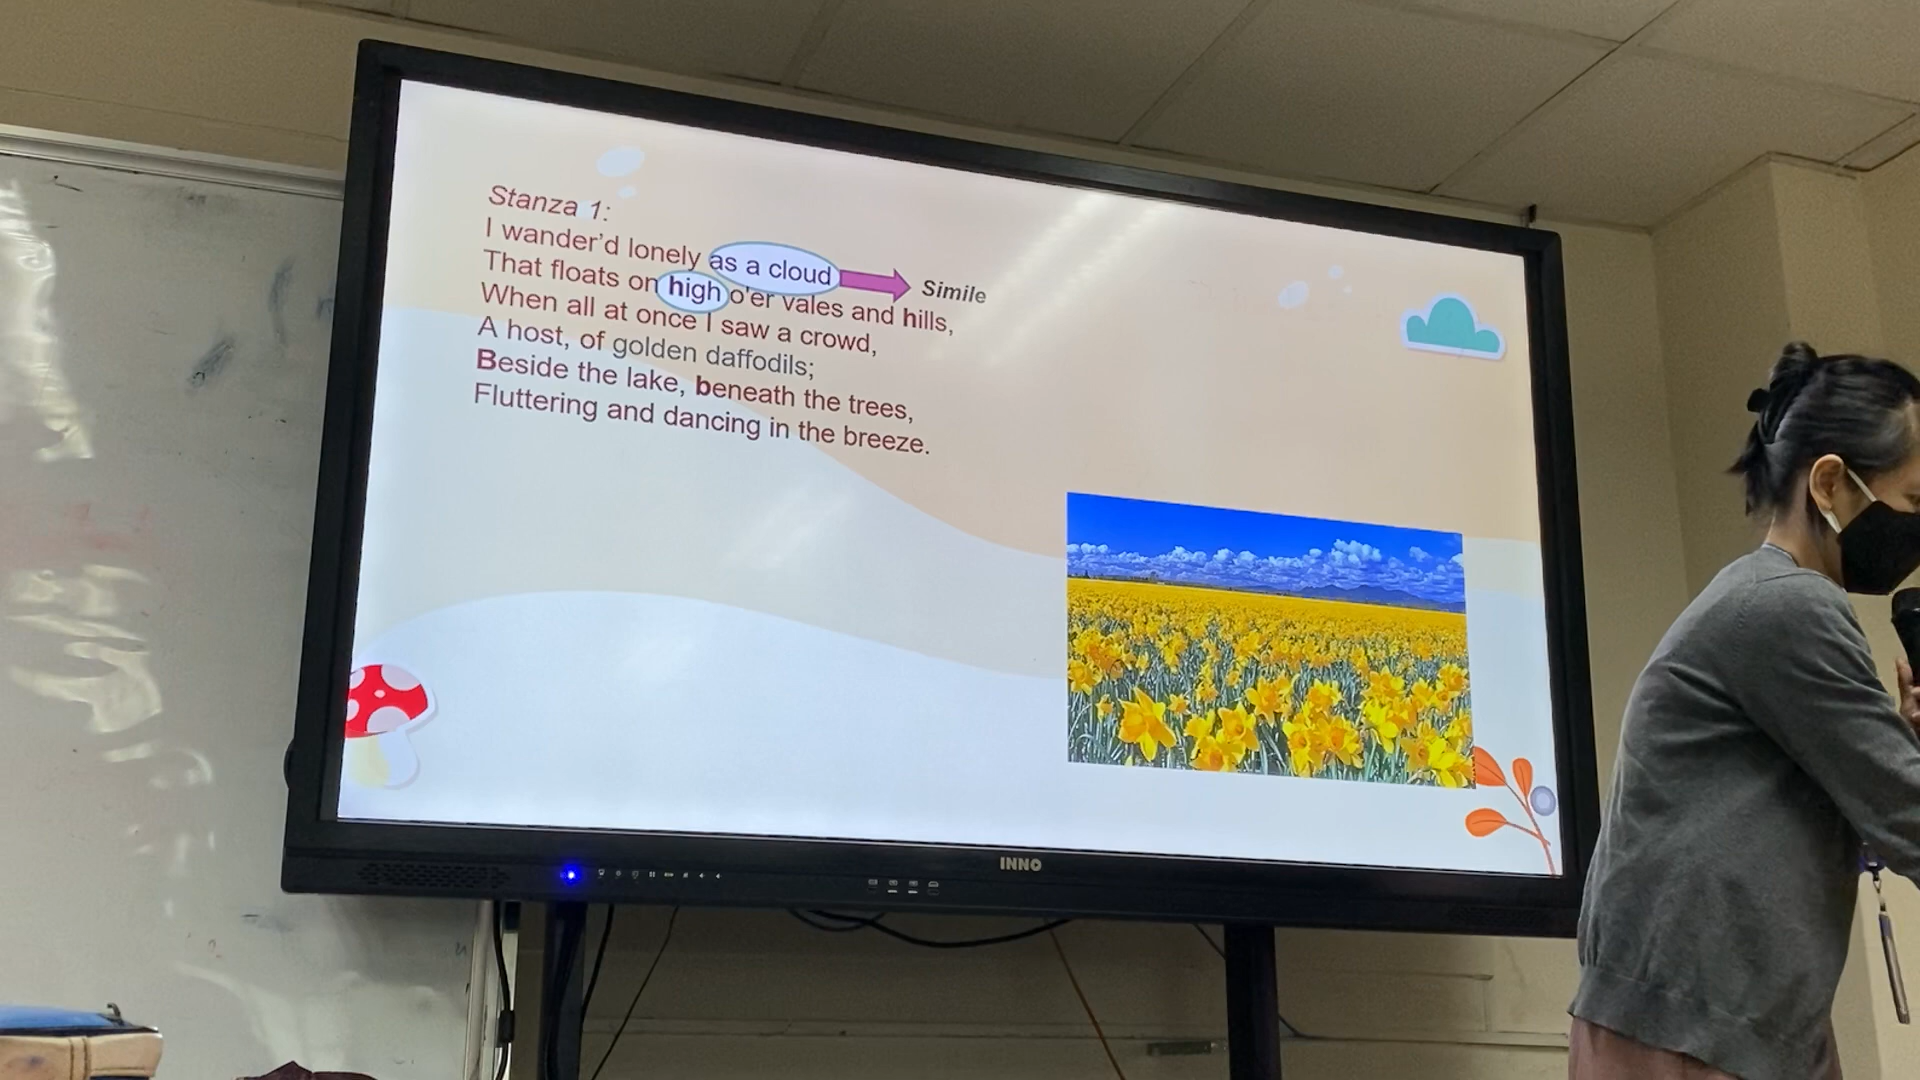 Stanza 1:
I wander'd lonely as a cloud
Simile
That floats on high o'er vales and hills,
When all at once I saw a crowd,
A host, of golden daffodils;
Beside the lake, beneath the trees,
Fluttering and dancing in the breeze.
INNO